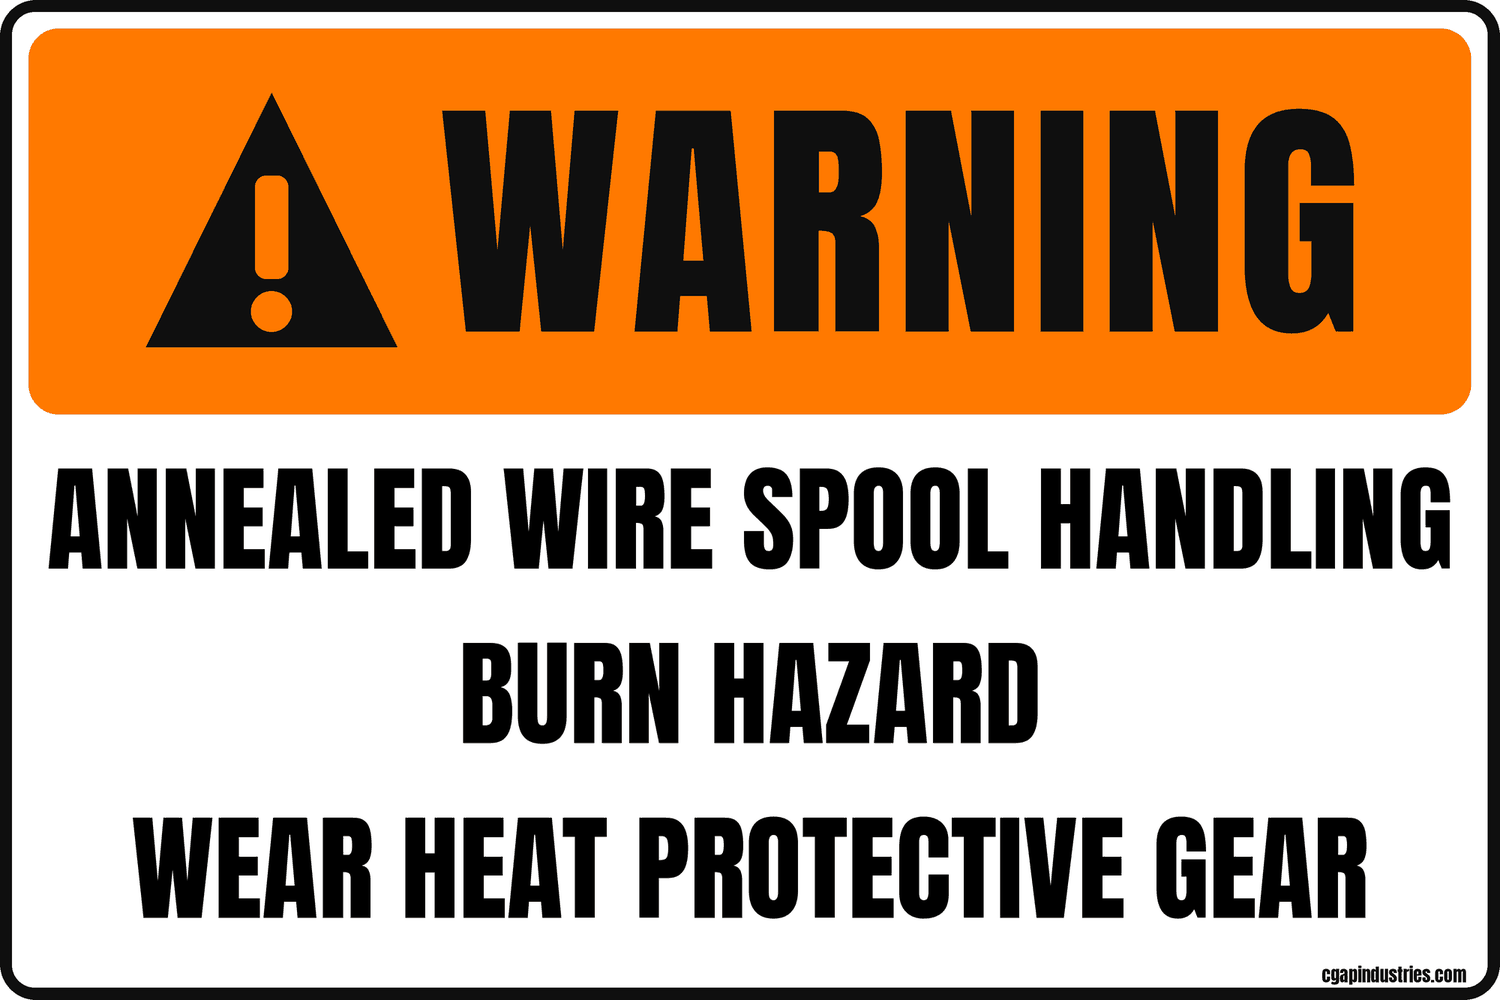 WARNING
ANNEALED WIRE SPOOL HANDLING
BURN HAZARD
WEAR HEAT PROTECTIVE GEAR
cgapindustries.com